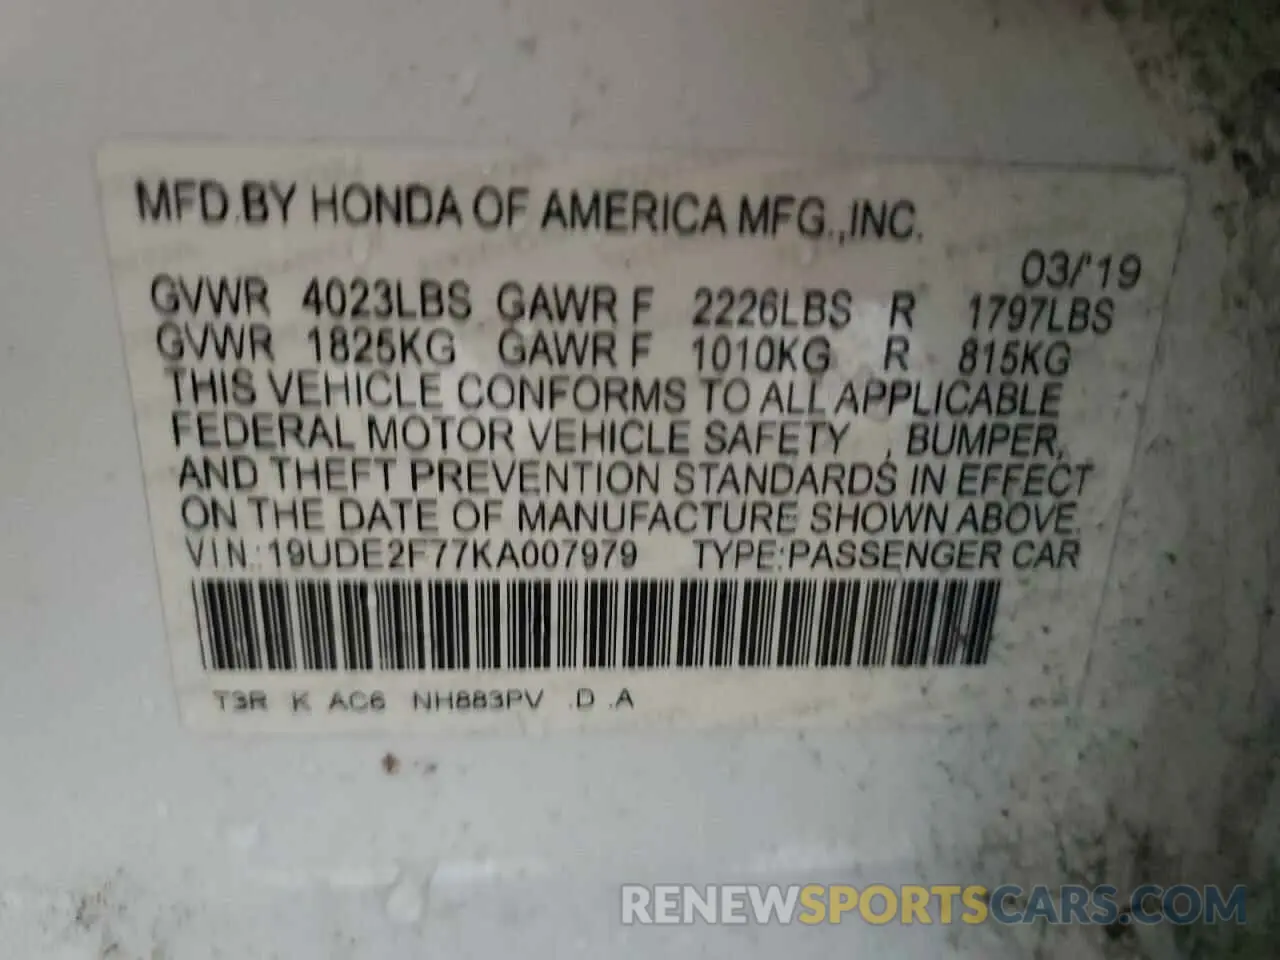 MFD.BY HONDA OF AMERICA MFG.,INC.
03/'19
GVWR 4023LBS GAWR F 2226LBS R 1797LBS
GVWR 1825KG GAWR F 1010KG R 815KG
THIS VEHICLE CONFORMS TO ALL APPLICABLE
FEDERAL MOTOR VEHICLE SAFETY , BUMPER,
AND THEFT PREVENTION STANDARDS IN EFFECT
ON THE DATE OF MANUFACTURE SHOWN ABOVE.
VIN.: 19UDE2F77KA007979 TYPE:PASSENGER CAR
T3R K AC6 NH883PV .D .A
RENEWSPORTSCARS.COM